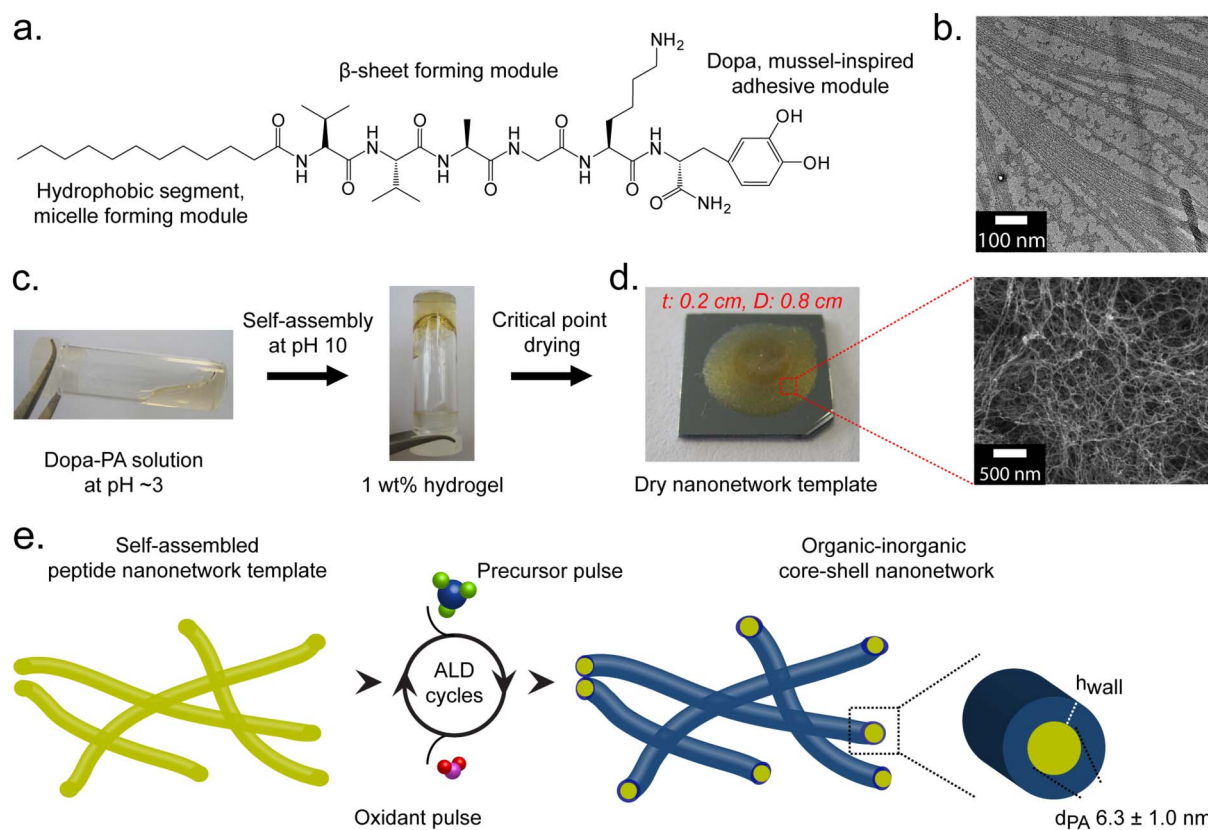 a.
β-sheet forming module
NH₂
Dopa, mussel-inspired
adhesive module
O
H
N
O
H
N
O
H
N
OH
OH
N
H
O
N
H
O
N
H
O
O
NH₂
Hydrophobic segment,
micelle forming module
b.
100 nm
c.
Self-assembly
at pH 10
Critical point
drying
Dopa-PA solution
at pH ~3
1 wt% hydrogel
d.
t: 0.2 cm, D: 0.8 cm
Dry nanonetwork template
500 nm
e.
Self-assembled
peptide nanonetwork template
Precursor pulse
ALD
cycles
Oxidant pulse
Organic-inorganic
core-shell nanonetwork
hwall
dPA 6.3 ± 1.0 nm